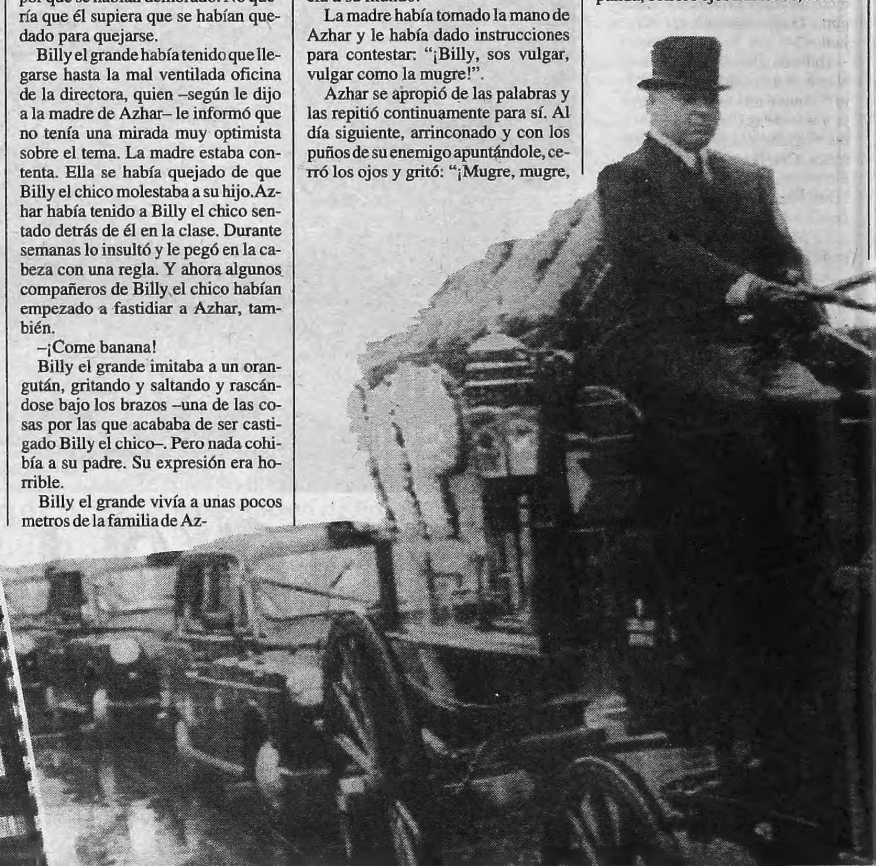 ría que él supiera que se habían que-
dado para quejarse.
Billy el grande había tenido que lle-
garse hasta la mal ventilada oficina
de la directora, quien –según le dijo
a la madre de Azhar– le informó que
no tenía una mirada muy optimista
sobre el tema. La madre estaba con-
tenta. Ella se había quejado de que
Billy el chico molestaba a su hijo.Az-
har había tenido a Billy el chico sen-
tado detrás de él en la clase. Durante
semanas lo insultó y le pegó en la ca-
beza con una regla. Y ahora algunos
compañeros de Billy el chico habían
empezado a fastidiar a Azhar, tam-
bién.
–¡Come banana!
Billy el grande imitaba a un oran-
gután, gritando y saltando y rascán-
dose bajo los brazos –una de las co-
sas por las que acababa de ser casti-
gado Billy el chico–. Pero nada cohi-
bía a su padre. Su expresión era ho-
rrible.
Billy el grande vivía a unas pocos
metros de la familia de Az-
La madre había tomado la mano de
Azhar y le había dado instrucciones
para contestar: “¡Billy, sos vulgar,
vulgar como la mugre!”.
Azhar se apropió de las palabras y
las repitió continuamente para sí. Al
día siguiente, arrinconado y con los
puños de su enemigo apuntándole, ce-
rró los ojos y gritó: “¡Mugre, mugre,